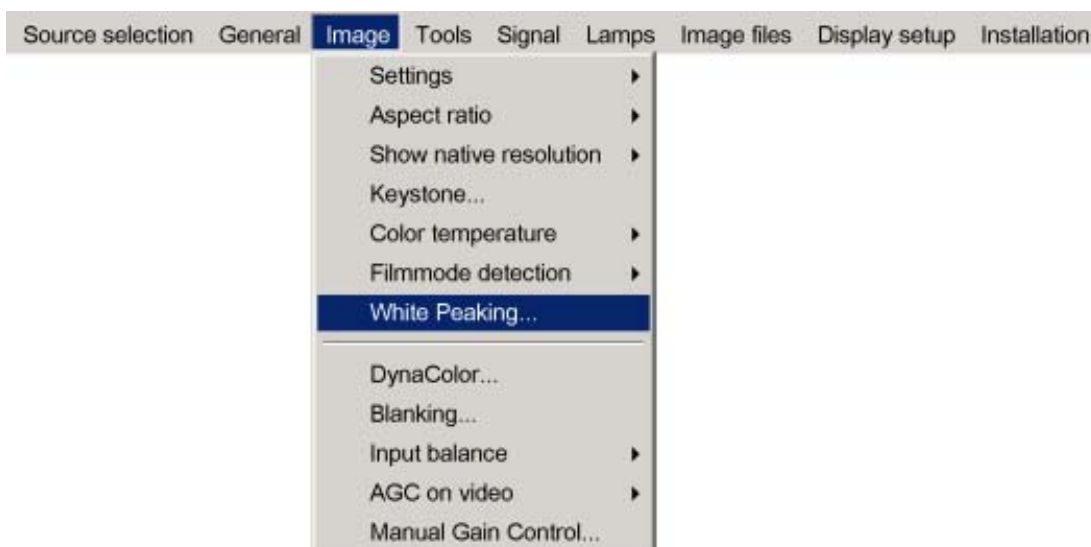 Source selection General Image Tools Signal Lamps Image files Display setup Installation
Settings
Aspect ratio
Show native resolution
Keystone...
Color temperature
Filmmode detection
White Peaking...
DynaColor...
Blanking...
Input balance
AGC on video
Manual Gain Control...